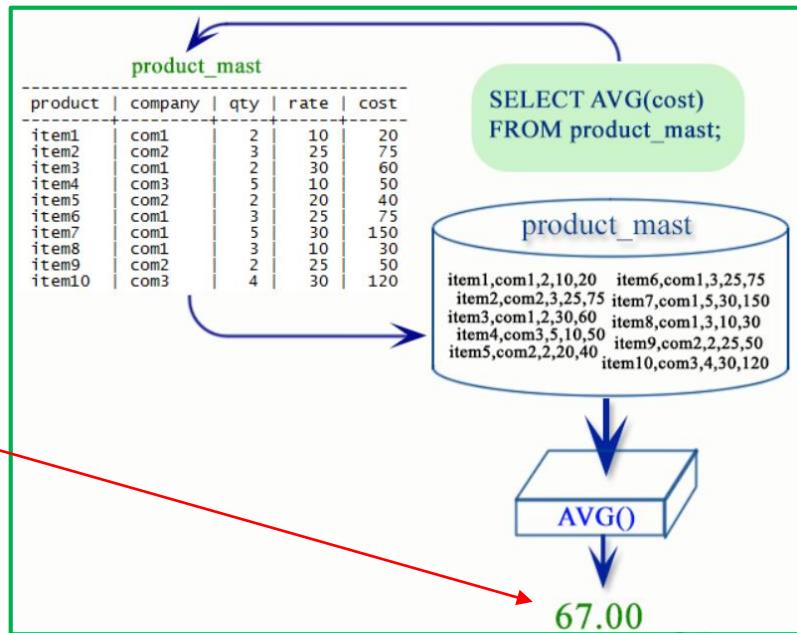 product_mast
product | company | qty | rate | cost
item1 | com1 | 2 | 10 | 20
item2 | com2 | 3 | 25 | 75
item3 | com1 | 2 | 30 | 60
item4 | com3 | 5 | 10 | 50
item5 | com2 | 2 | 20 | 40
item6 | com1 | 3 | 25 | 75
item7 | com1 | 5 | 30 | 150
item8 | com1 | 3 | 10 | 30
item9 | com2 | 2 | 25 | 50
item10 | com3 | 4 | 30 | 120
SELECT AVG(cost)
FROM product_mast;
product_mast
item1,com1,2,10,20
item2,com2,3,25,75
item3,com1,2,30,60
item4,com3,5,10,50
item5,com2,2,20,40
item6,com1,3,25,75
item7,com1,5,30,150
item8,com1,3,10,30
item9,com2,2,25,50
item10,com3,4,30,120
AVG()
67.00